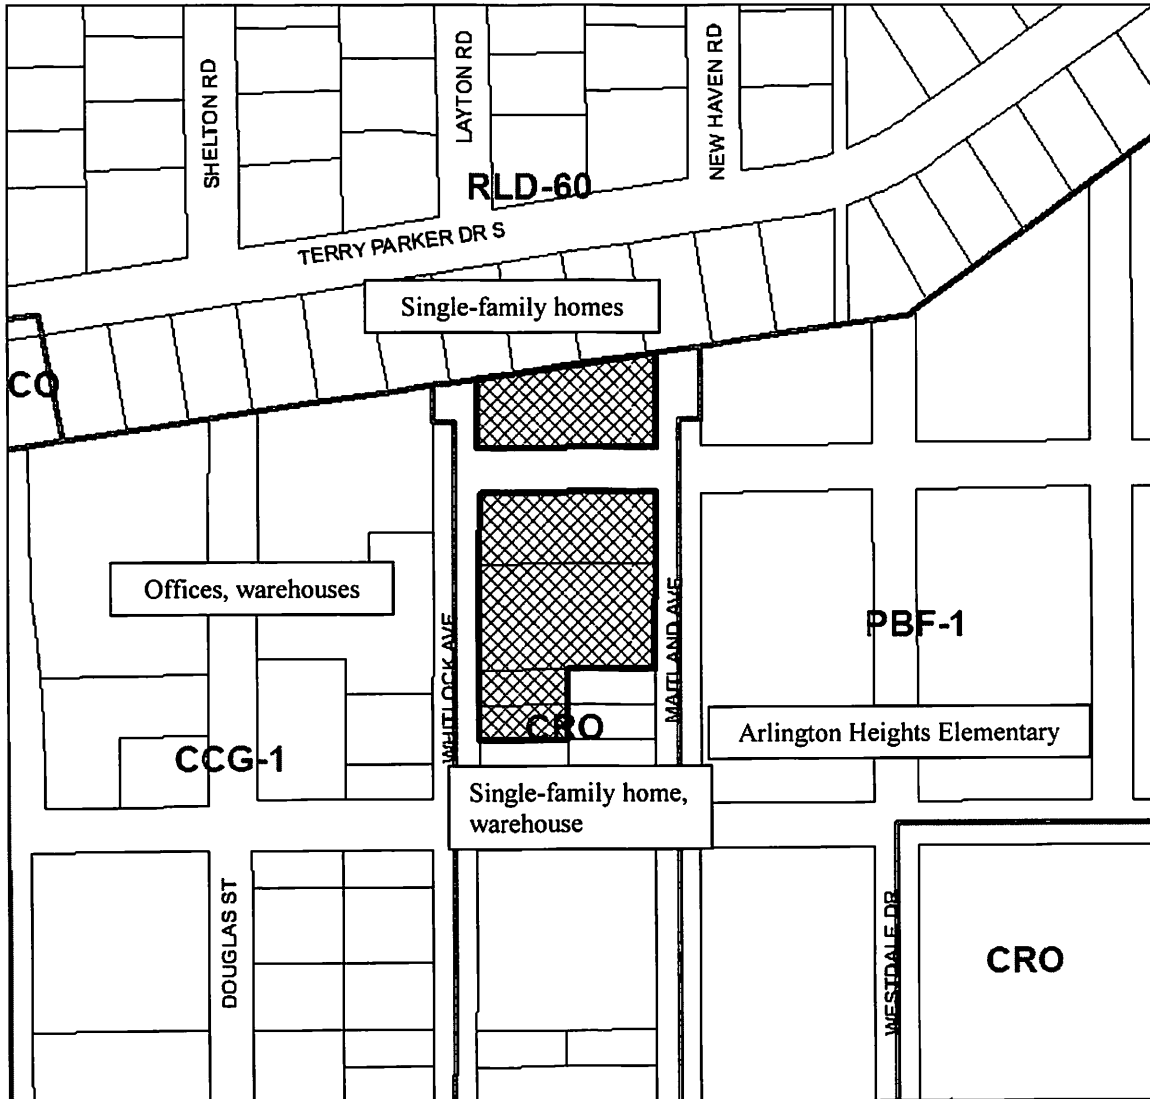 SHELTON RD
LAYTON RD
NEW HAVEN RD
RLD-60
TERRY PARKER DR S
Single-family homes
CO
Offices, warehouses
WHITLOCK AVE
MAITLAND AVE
PBF-1
CRO
Arlington Heights Elementary
CCG-1
Single-family home,
warehouse
DOUGLAS ST
WESTDALE DR
CRO